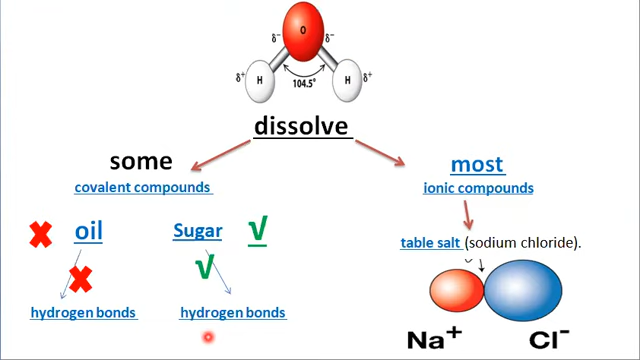 O
δ⁻ δ⁻
δ⁺ H H δ⁺
104.5°
dissolve
some
covalent compounds
most
ionic compounds
oil
Sugar √
table salt (sodium chloride).
√
hydrogen bonds
hydrogen bonds
Na⁺ Cl⁻